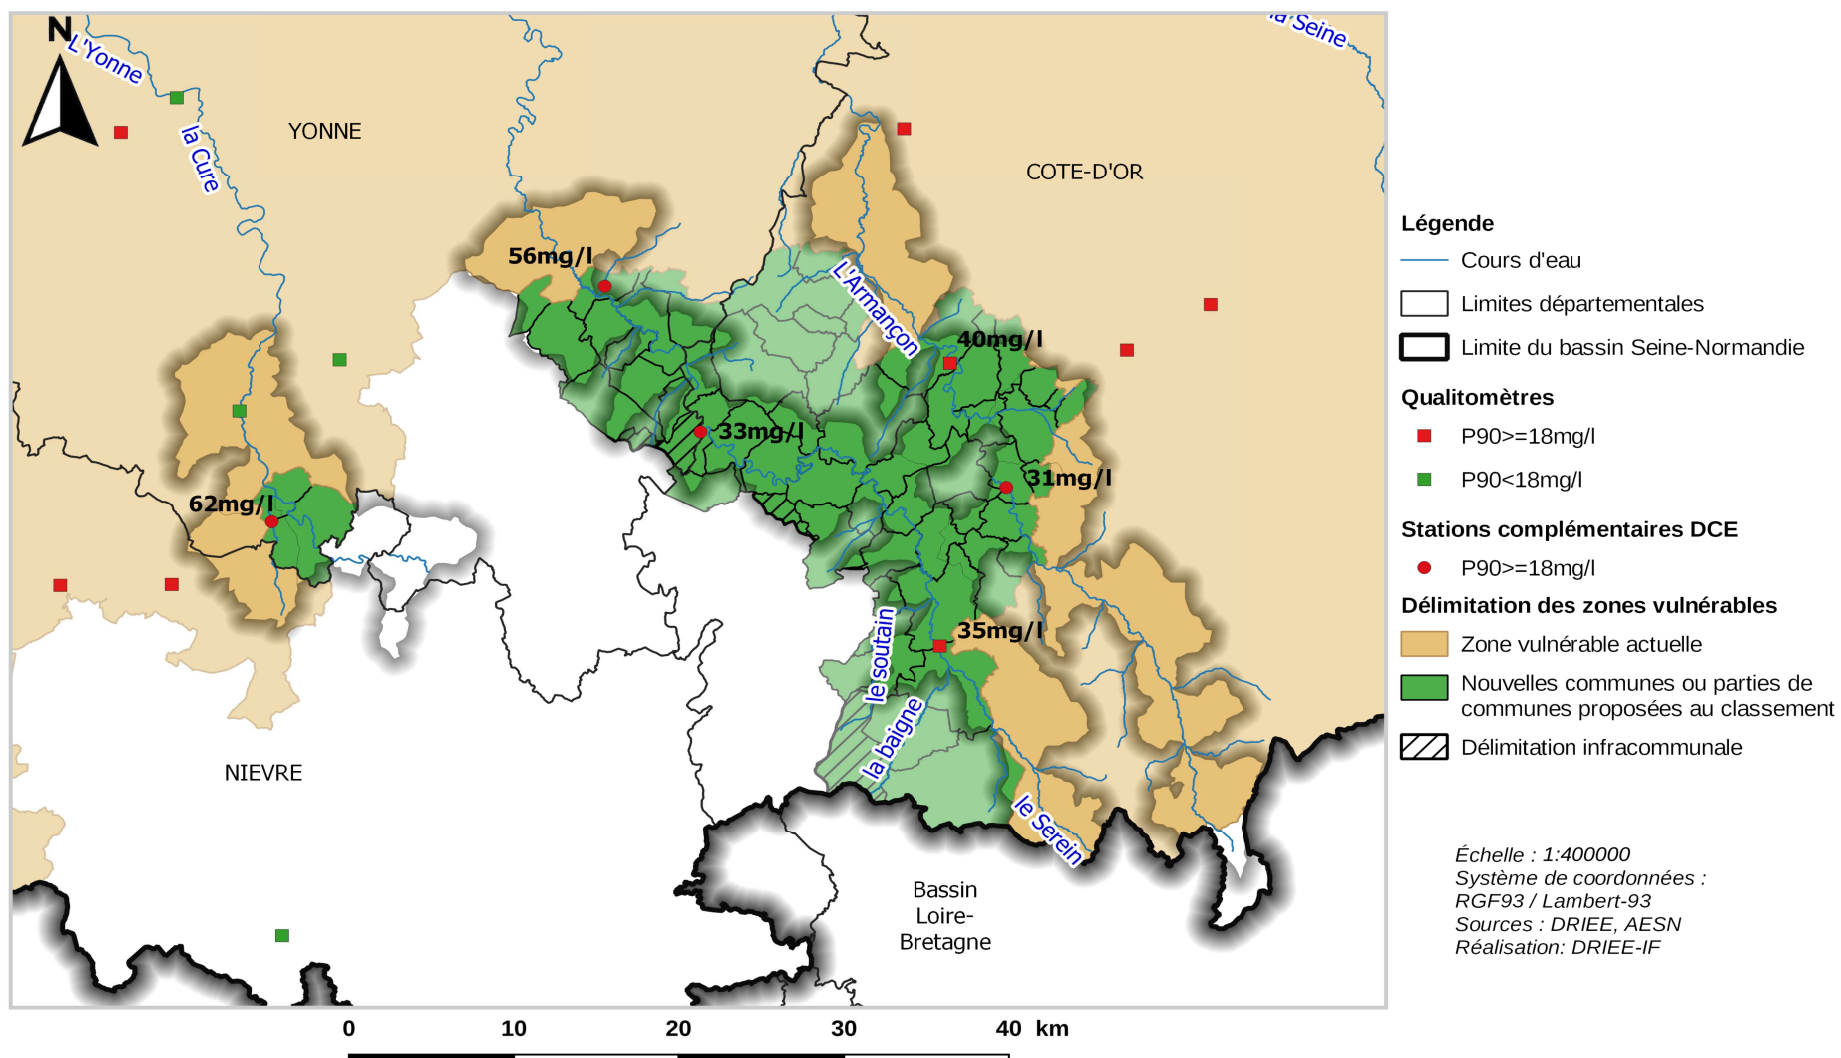 N
L'Yonne
la Cure
YONNE
la Seine
COTE-D'OR
56mg/l
L'Armançon
40mg/l
33mg/l
31mg/l
62mg/l
35mg/l
le soutain
la baigne
le Serein
NIEVRE
Bassin
Loire-
Bretagne
0 10 20 30 40 km
Légende
Cours d'eau
Limites départementales
Limite du bassin Seine-Normandie
Qualitomètres
P90>=18mg/l
P90<18mg/l
Stations complémentaires DCE
P90>=18mg/l
Délimitation des zones vulnérables
Zone vulnérable actuelle
Nouvelles communes ou parties de
communes proposées au classement
Délimitation infracommunale
Échelle : 1:400000
Système de coordonnées :
RGF93 / Lambert-93
Sources : DRIEE, AESN
Réalisation: DRIEE-IF